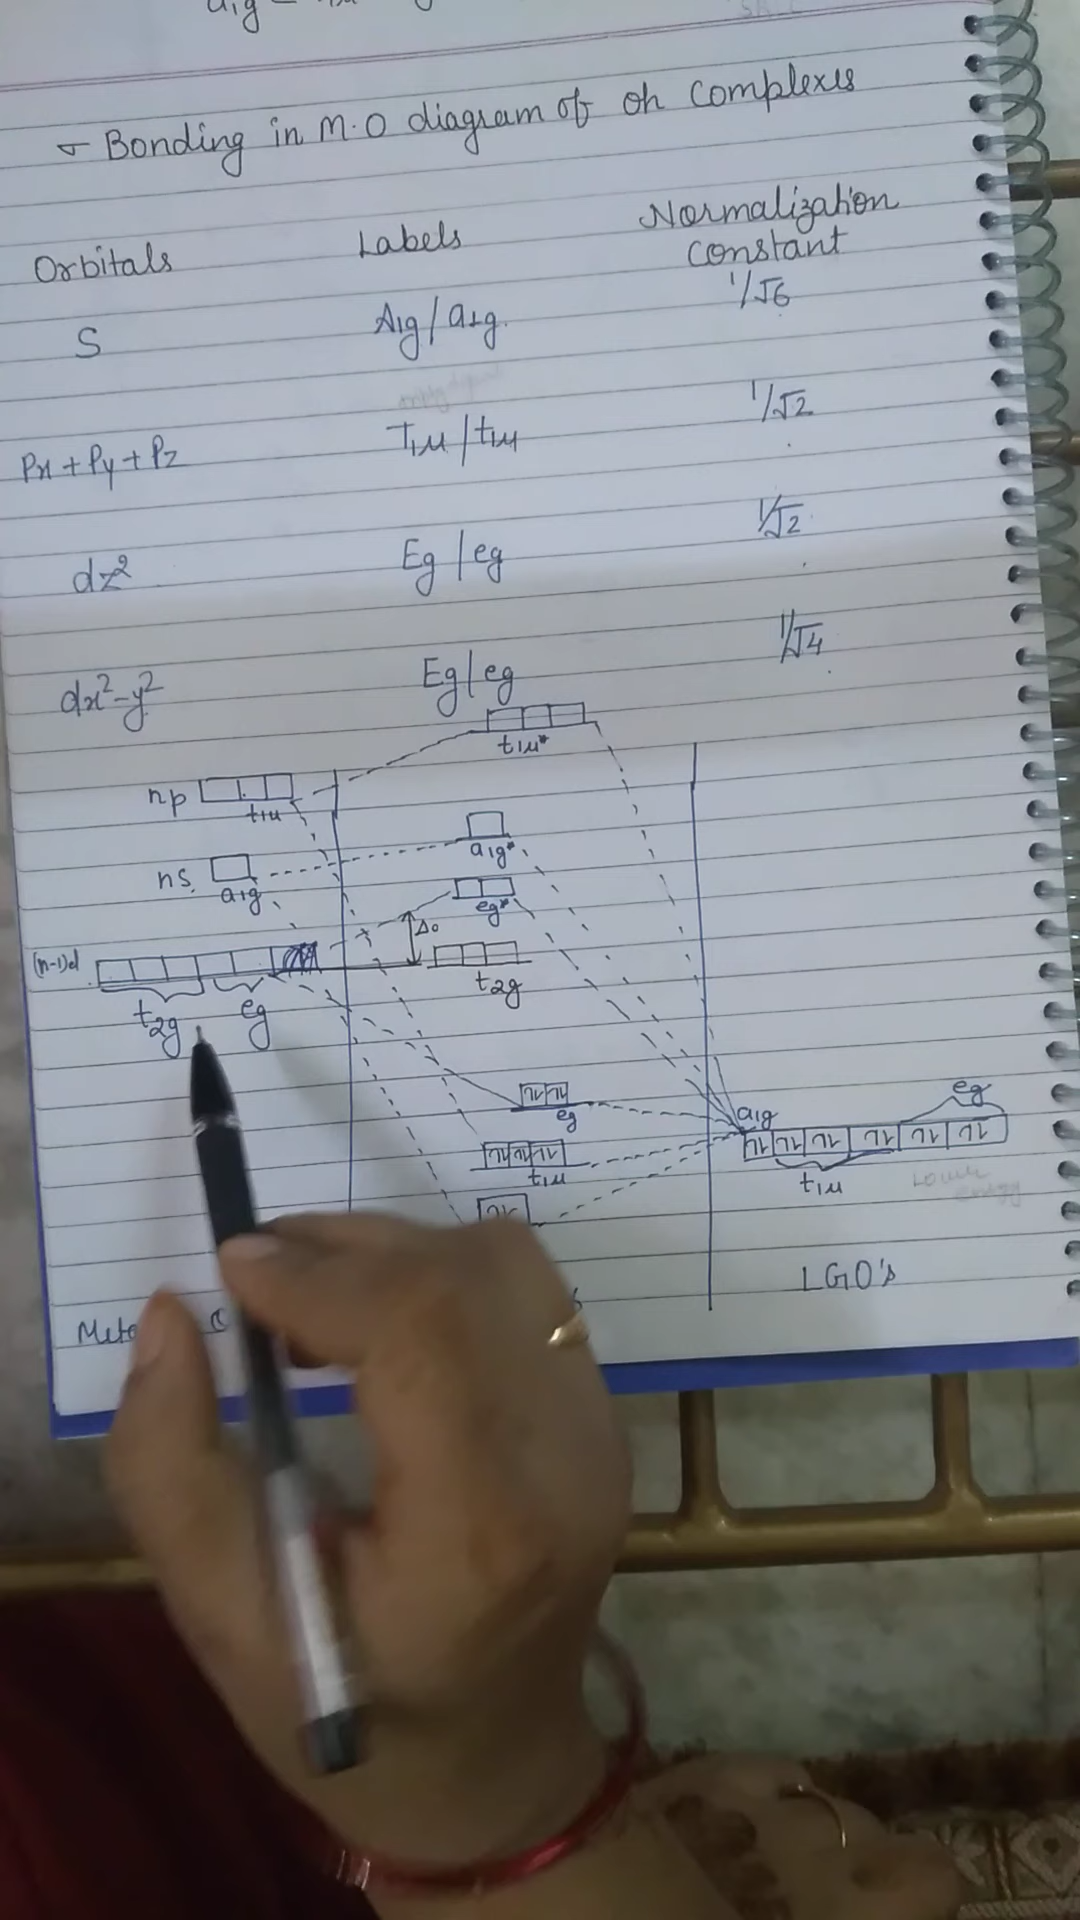 a1g =
σ- Bonding in M.O diagram of oh complexes
Orbitals Labels Normalization constant
S A1g/a1g. 1/√6
Px + Py + Pz T1u/t1u 1/√2
dz² Eg/eg 1/√2
dx²-y² Eg/eg 1/√4
t1u*
np t1u
a1g*
ns a1g
eg*
Δo
(n-1)d
t2g
t2g eg
eg
eg
a1g
t1u
t1u
LGO's